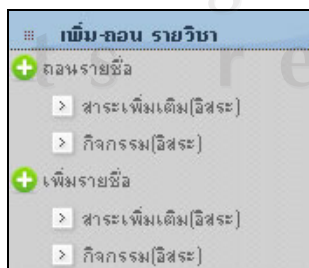 เพิ่ม-ถอน รายวิชา
ถอนรายชื่อ
สาระเพิ่มเติม(อิสระ)
กิจกรรม(อิสระ)
เพิ่มรายชื่อ
สาระเพิ่มเติม(อิสระ)
กิจกรรม(อิสระ)